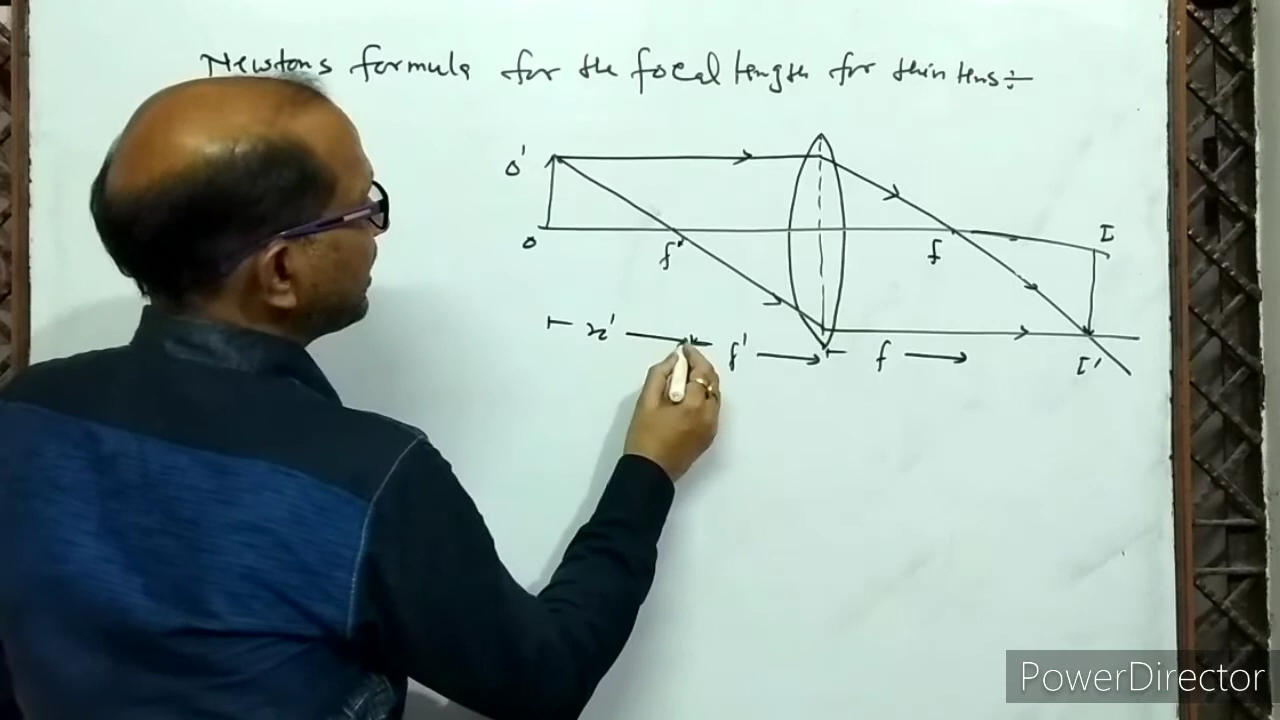 Newtons formula for the focal length for thin lens:-
O'
O
f'
f
I
x'
f'
f
I'
PowerDirector